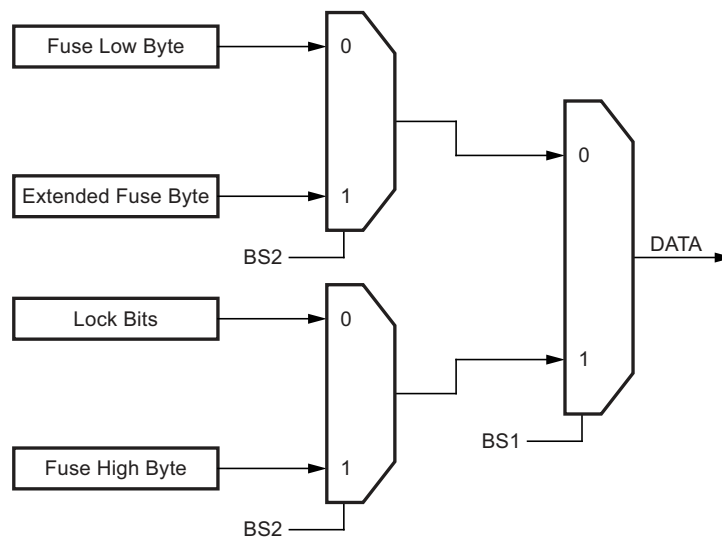 Fuse Low Byte
0
Extended Fuse Byte
1
BS2
0
DATA
Lock Bits
0
1
BS1
Fuse High Byte
1
BS2